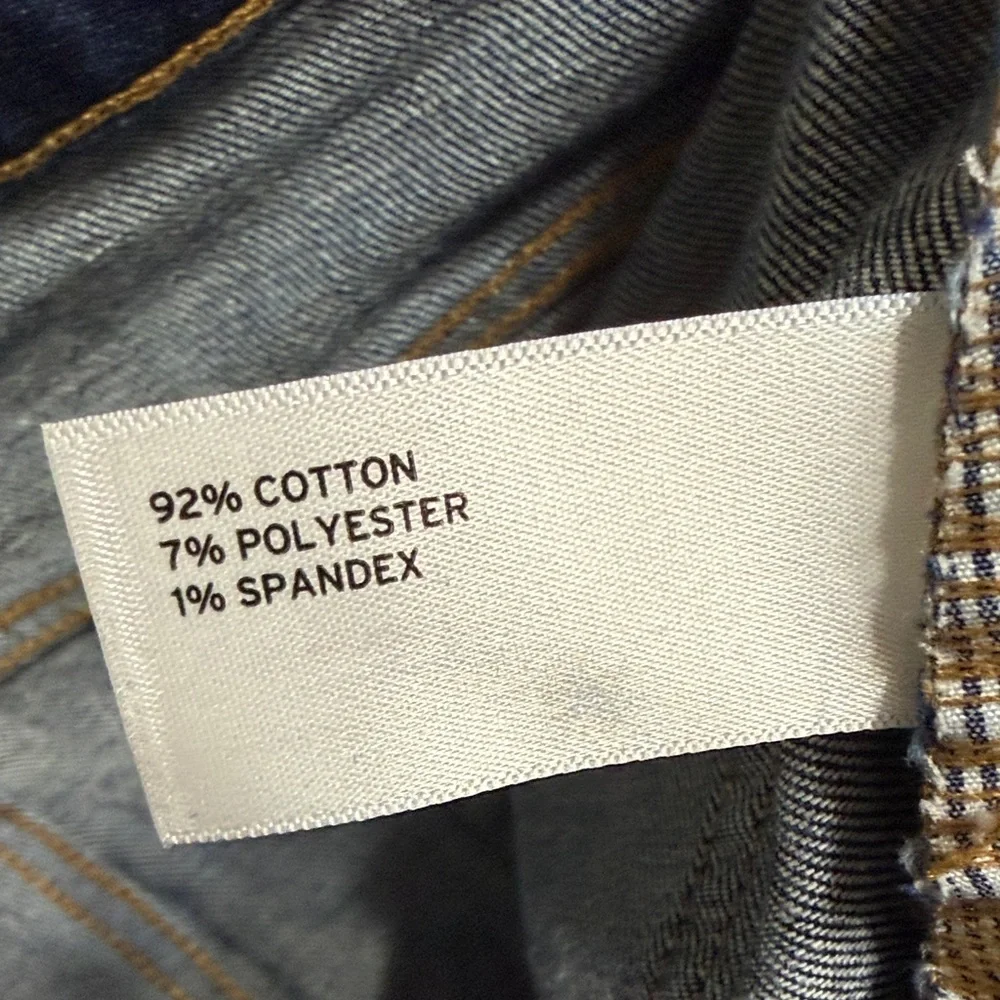 92% COTTON
7% POLYESTER
1% SPANDEX